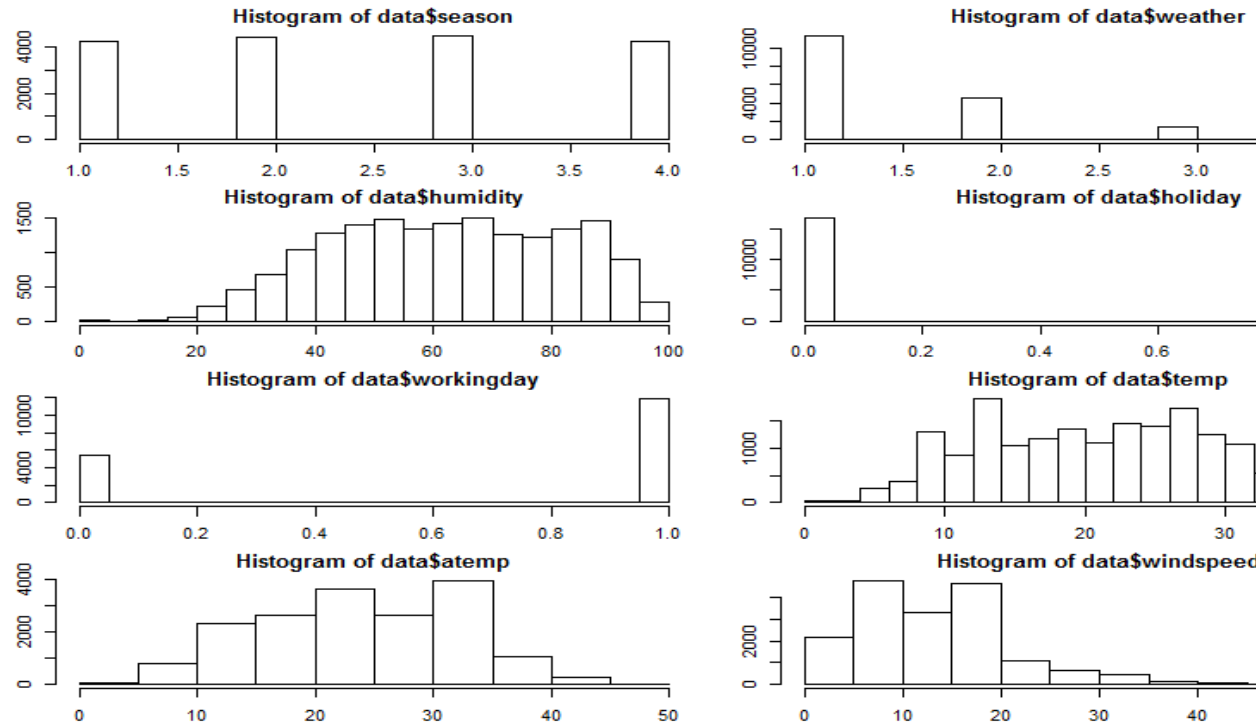 Histogram of data$season
4000
2000
0
1.0 1.5 2.0 2.5 3.0 3.5 4.0
Histogram of data$weather
10000
4000
0
1.0 1.5 2.0 2.5 3.0
Histogram of data$humidity
1500
500
0
0 20 40 60 80 100
Histogram of data$holiday
10000
0
0.0 0.2 0.4 0.6
Histogram of data$workingday
10000
4000
0
0.0 0.2 0.4 0.6 0.8 1.0
Histogram of data$temp
1000
0
0 10 20 30
Histogram of data$atemp
4000
2000
0
0 10 20 30 40 50
Histogram of data$windspeed
2000
0
0 10 20 30 40